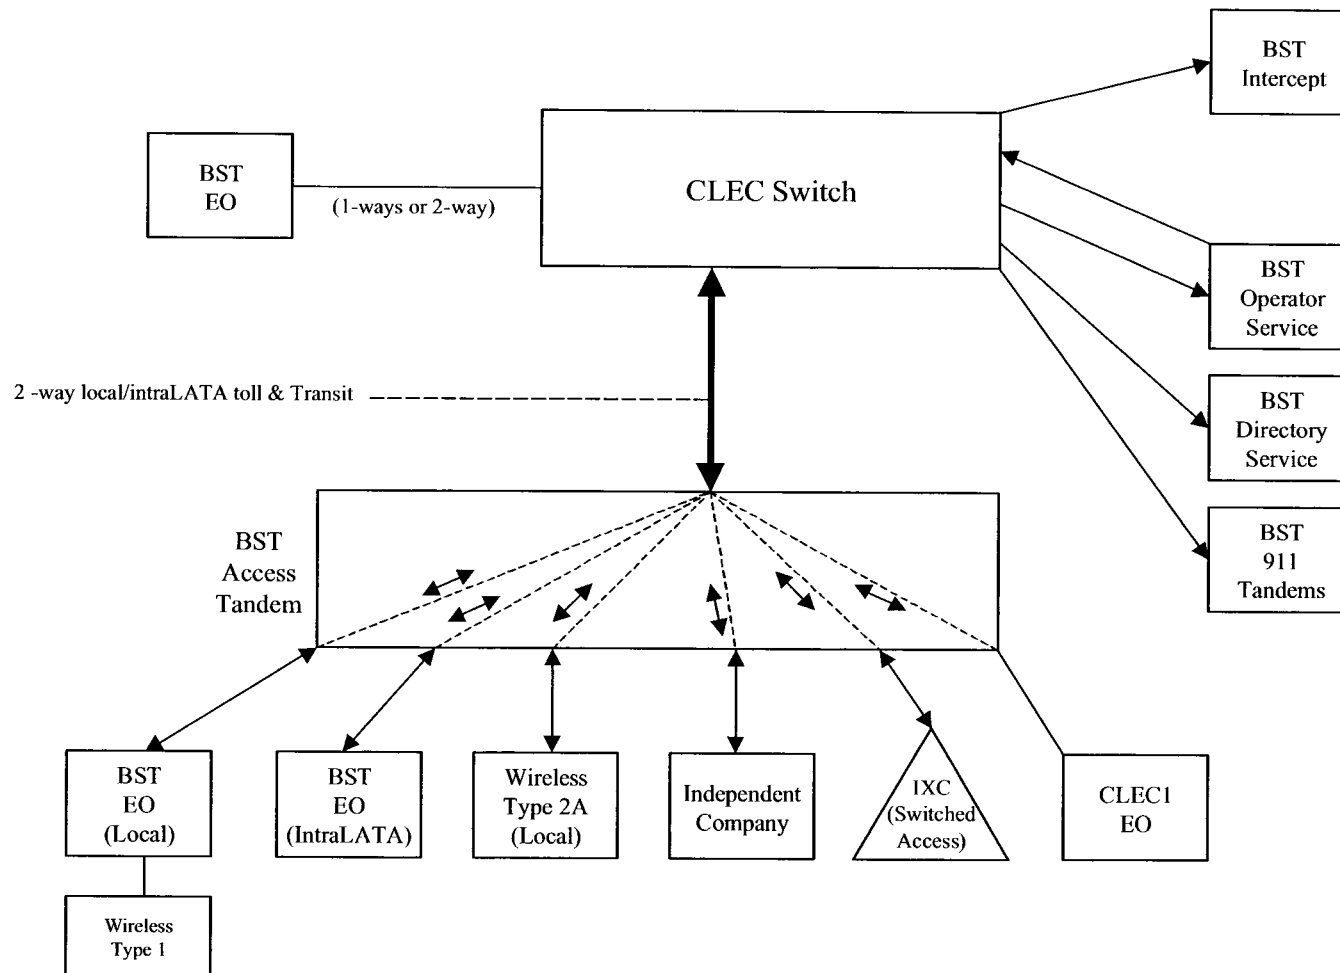 BST
Intercept
BST
EO
(1-ways or 2-way)
CLEC Switch
BST
Operator
Service
2 -way local/intraLATA toll & Transit
BST
Directory
Service
BST
Access
Tandem
BST
911
Tandems
BST
EO
(Local)
BST
EO
(IntraLATA)
Wireless
Type 2A
(Local)
Independent
Company
IXC
(Switched
Access)
CLEC1
EO
Wireless
Type 1